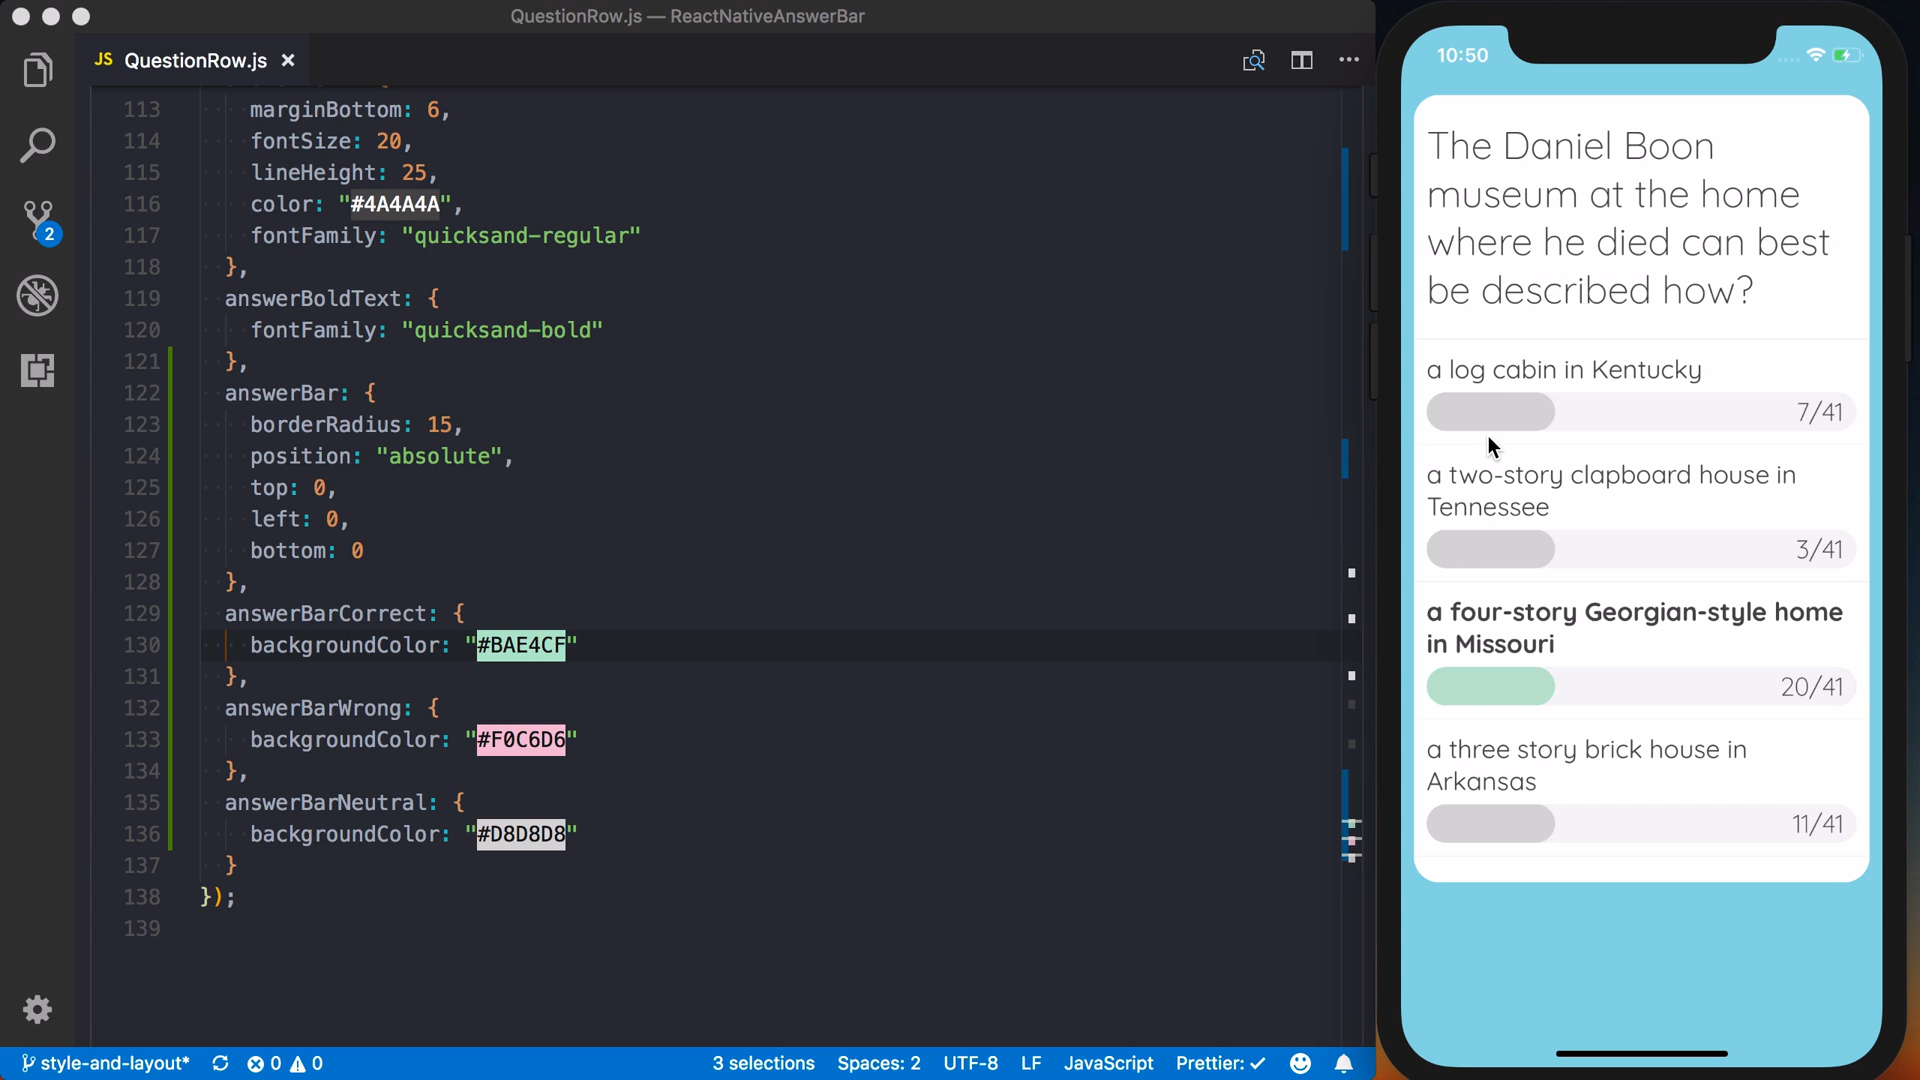 QuestionRow.js — ReactNativeAnswerBar
JS QuestionRow.js ×
113 marginBottom: 6,
114 fontSize: 20,
115 lineHeight: 25,
116 color: "#4A4A4A",
117 fontFamily: "quicksand-regular"
118 },
119 answerBoldText: {
120 fontFamily: "quicksand-bold"
121 },
122 answerBar: {
123 borderRadius: 15,
124 position: "absolute",
125 top: 0,
126 left: 0,
127 bottom: 0
128 },
129 answerBarCorrect: {
130 backgroundColor: "#BAE4CF"
131 },
132 answerBarWrong: {
133 backgroundColor: "#F0C6D6"
134 },
135 answerBarNeutral: {
136 backgroundColor: "#D8D8D8"
137 }
138 });
139
2
style-and-layout* 0 0 3 selections Spaces: 2 UTF-8 LF JavaScript Prettier: ✓
10:50
The Daniel Boon
museum at the home
where he died can best
be described how?
a log cabin in Kentucky
7/41
a two-story clapboard house in
Tennessee
3/41
a four-story Georgian-style home
in Missouri
20/41
a three story brick house in
Arkansas
11/41